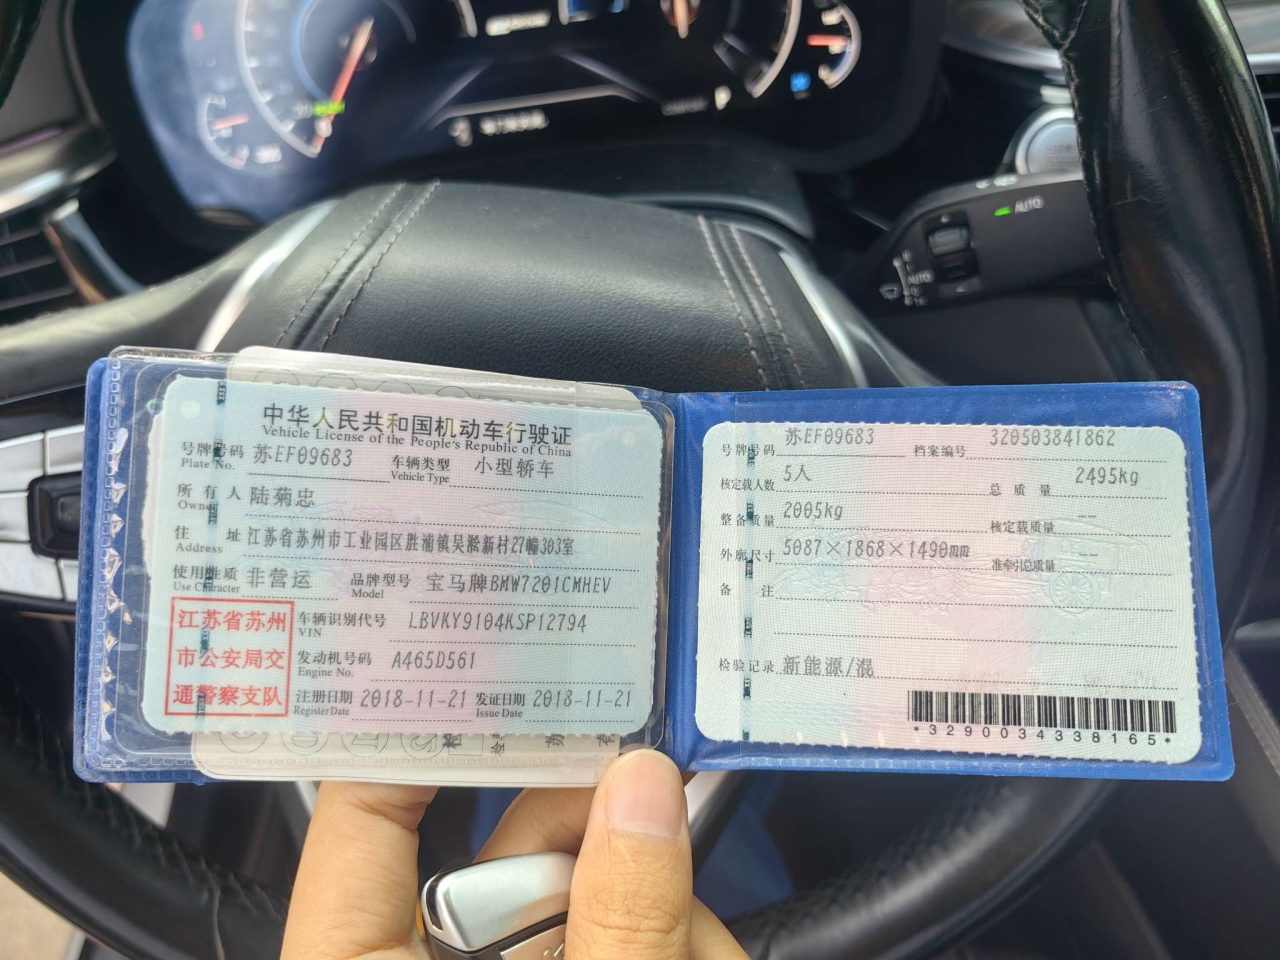 AUTO
AUTO
P
中华人民共和国机动车行驶证
Vehicle License of the People's Republic of China
号牌号码 苏EF09683 车辆类型 小型轿车
Plate No. Vehicle Type
所有人 陆菊忠
Owner
住址 江苏省苏州市工业园区胜浦镇吴淞新村27幢303室
Address
使用性质 非营运 品牌型号 宝马牌BMW7201CMHEV
Use Character Model
江苏省苏州
市公安局交
通警察支队
车辆识别代号 LBVKY9104KSP12794
VIN
发动机号码 A465D561
Engine No.
注册日期 2018-11-21 发证日期 2018-11-21
Register Date Issue Date
号牌号码 苏EF09683 档案编号 320503841862
核定载人数 5人 总质量 2495kg
整备质量 2005kg 核定载质量 --
外廓尺寸 5087×1868×1490mm 准牵引总质量 --
备注
检验记录 新能源/混
*3290034338165*